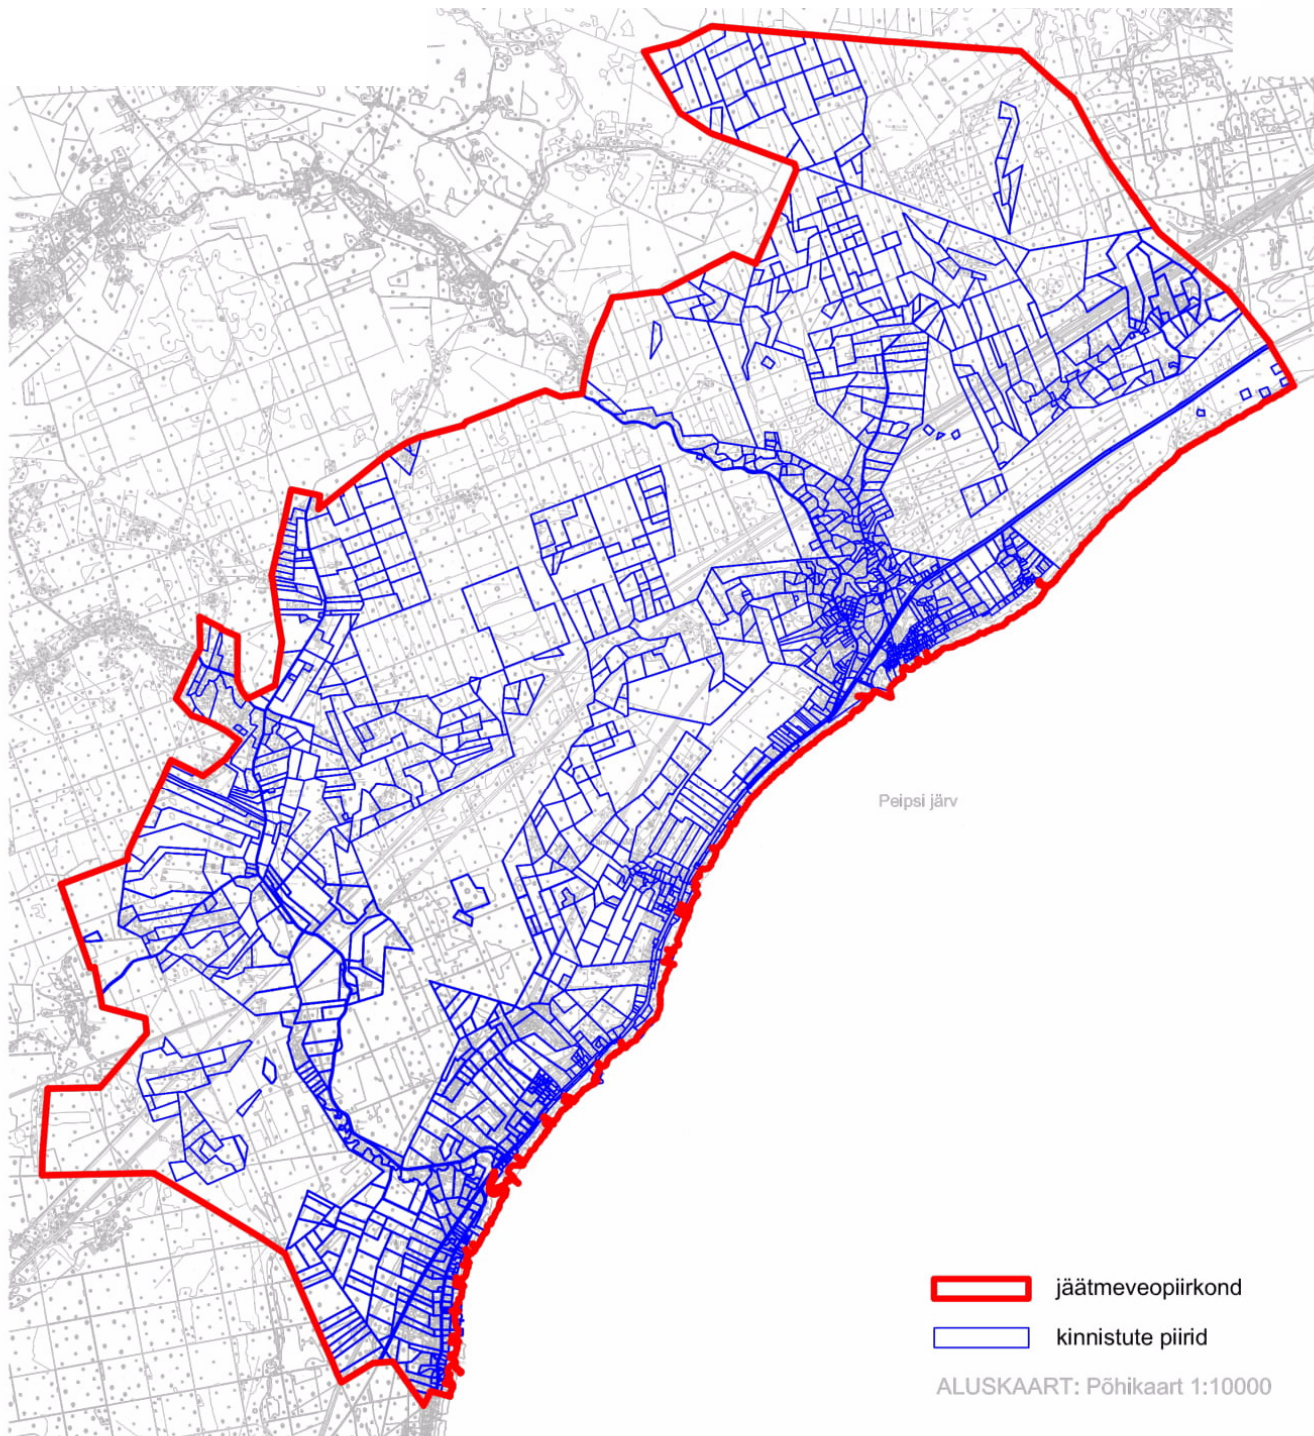 Peipsi järv
jäätmeveopiirkond
kinnistute piirid
ALUSKAART: Põhikaart 1:10000